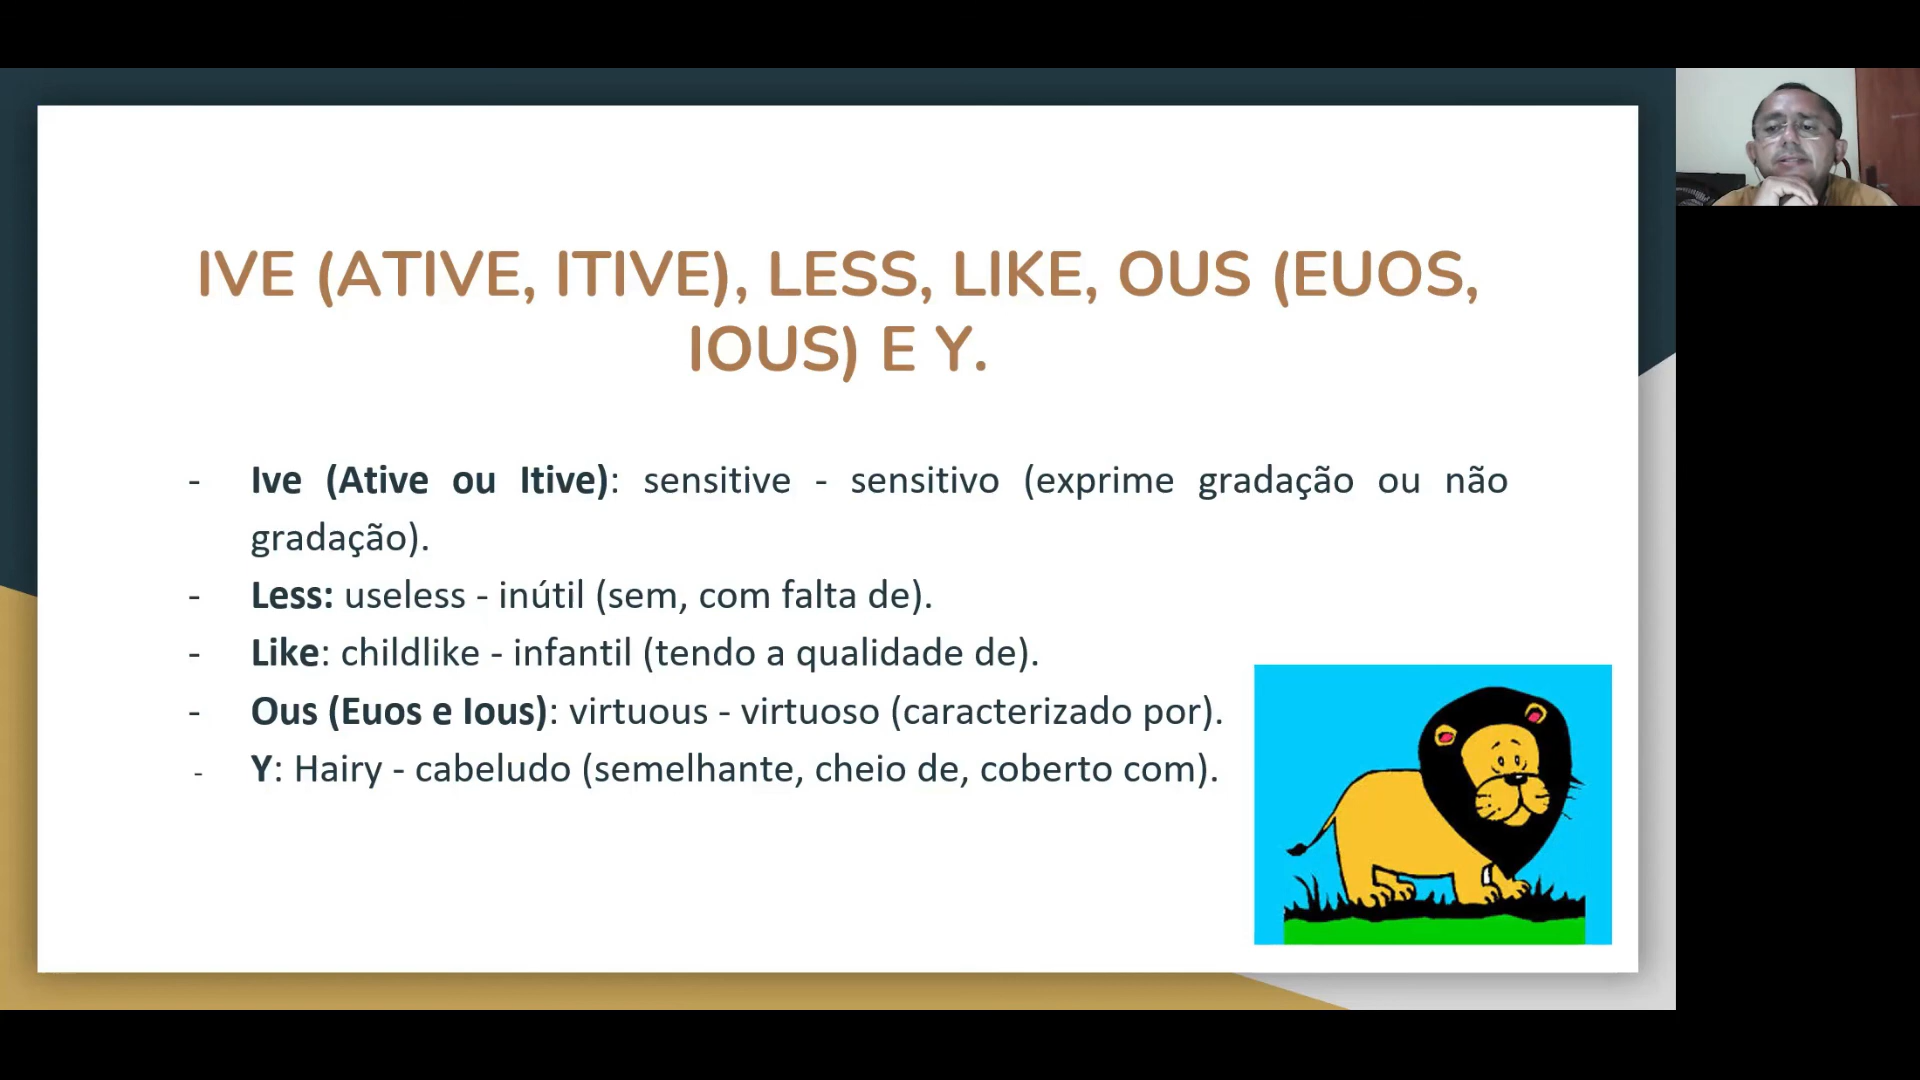 IVE (ATIVE, ITIVE), LESS, LIKE, OUS (EUOS,
IOUS) E Y.
- Ive (Ative ou Itive): sensitive - sensitivo (exprime gradação ou não
gradação).
- Less: useless - inútil (sem, com falta de).
- Like: childlike - infantil (tendo a qualidade de).
- Ous (Euos e Ious): virtuous - virtuoso (caracterizado por).
- Y: Hairy - cabeludo (semelhante, cheio de, coberto com).